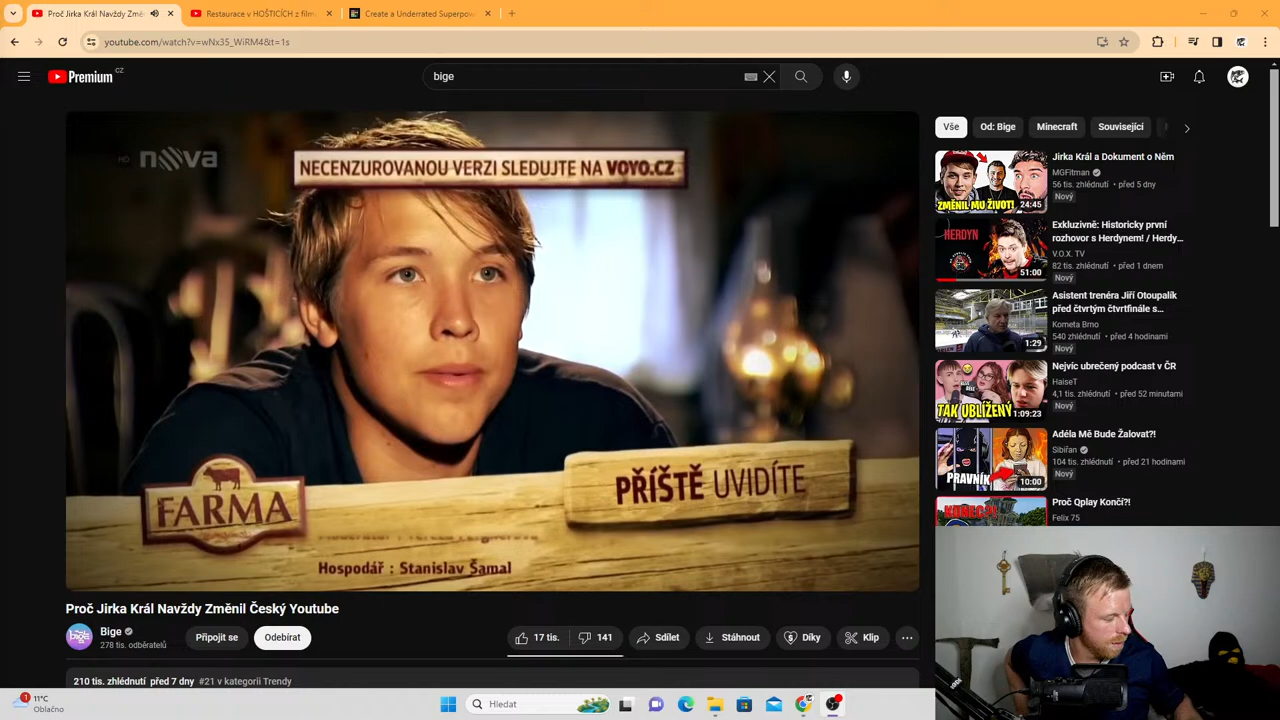 Proč Jirka Král Navždy Změni
Restaurace v HOŠTICÍCH z film
Create a Underrated Superpow
youtube.com/watch?v=wNx35_WiRM4&t=1s
Premium CZ
bige
HD nova
NECENZUROVANOU VERZI SLEDUJTE NA VOYO.CZ
FARMA
PŘÍŠTĚ UVIDÍTE
Hospodář : Stanislav Šamal
Proč Jirka Král Navždy Změnil Český Youtube
Bige
278 tis. odběratelů
Připojit se
Odebírat
17 tis.
141
Sdílet
Stáhnout
Díky
Klip
210 tis. zhlédnutí před 7 dny #21 v kategorii Trendy
Vše
Od: Bige
Minecraft
Související
ZMĚNIL MU ŽIVOT!
24:45
Jirka Král a Dokument o Něm
MGFitman
56 tis. zhlédnutí • před 5 dny
Nový
HERDYN
51:00
Exkluzivně: Historicky první
rozhovor s Herdynem! / Herdy...
V.O.X. TV
82 tis. zhlédnutí • před 1 dnem
Nový
1:29
Asistent trenéra Jiří Otoupalík
před čtvrtým čtvrtfinále s...
Kometa Brno
540 zhlédnutí • před 4 hodinami
Nový
TAK UBLÍŽENÝ
1:09:23
Nejvíc ubrečený podcast v ČR
HaiseT
4,1 tis. zhlédnutí • před 52 minutami
Nový
PRAVNÍK
10:00
Adéla Mě Bude Žalovat?!
Sibiřan
104 tis. zhlédnutí • před 21 hodinami
Nový
KONEC?!
Proč Qplay Končí?!
Felix 75
1
11°C
Oblačno
Hledat